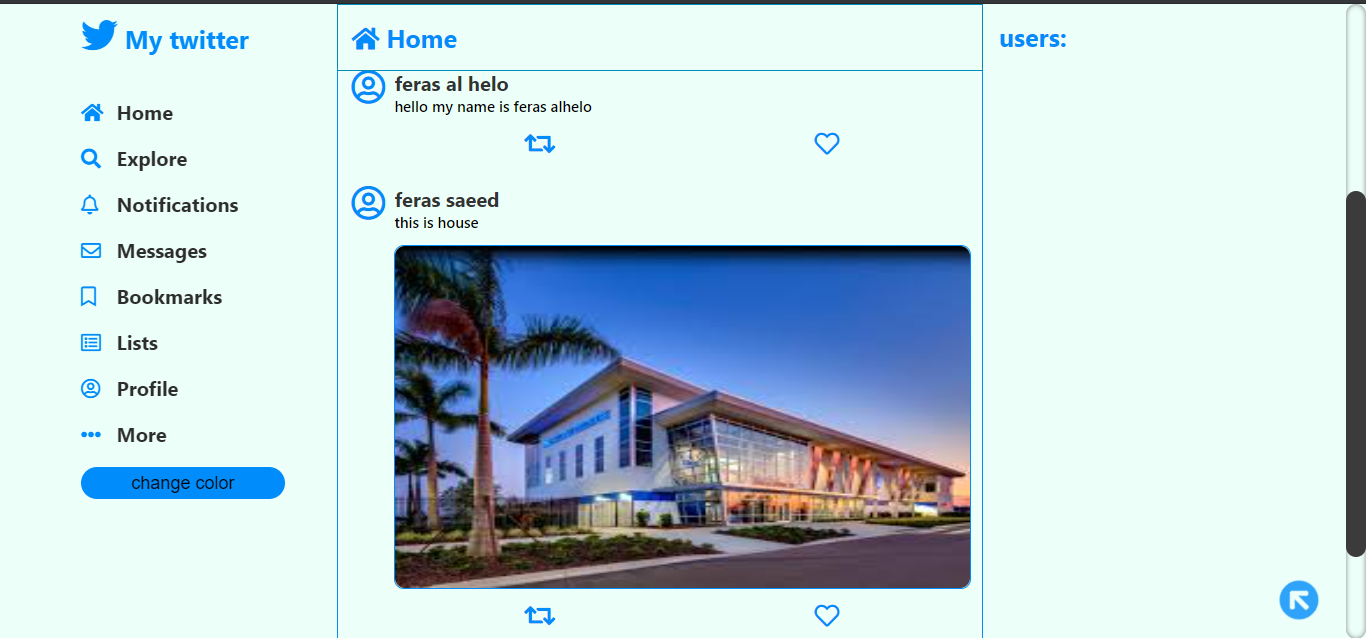 My twitter
Home
Explore
Notifications
Messages
Bookmarks
Lists
Profile
More
change color
Home
feras al helo
hello my name is feras alhelo
feras saeed
this is house
users: